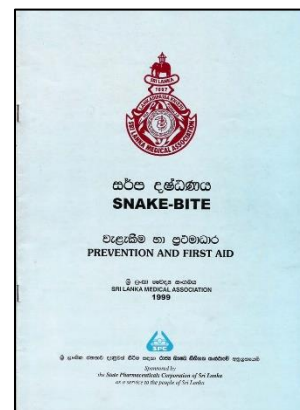 SRI LANKA
1887
SRI LANKA MEDICAL ASSOCIATION
සර්ප දෂ්ඨණය
SNAKE-BITE
වැළැකීම හා ප්‍රථමාධාර
PREVENTION AND FIRST AID
ශ්‍රී ලංකා වෛද්‍ය සංගමය
SRI LANKA MEDICAL ASSOCIATION
1999
SPC
Sponsored by
the State Pharmaceuticals Corporation of Sri Lanka
as a service to the people of Sri Lanka